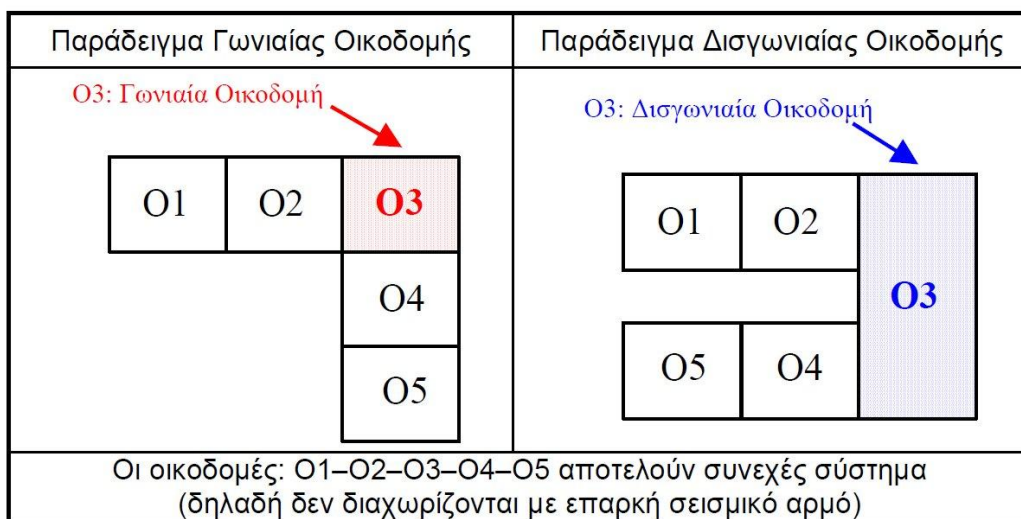 Παράδειγμα Γωνιαίας Οικοδομής
Ο3: Γωνιαία Οικοδομή
Ο1 Ο2 Ο3
Ο4
Ο5
Παράδειγμα Δισγωνιαίας Οικοδομής
Ο3: Δισγωνιαία Οικοδομή
Ο1 Ο2
Ο3
Ο5 Ο4
Οι οικοδομές: Ο1–Ο2–Ο3–Ο4–Ο5 αποτελούν συνεχές σύστημα
(δηλαδή δεν διαχωρίζονται με επαρκή σεισμικό αρμό)